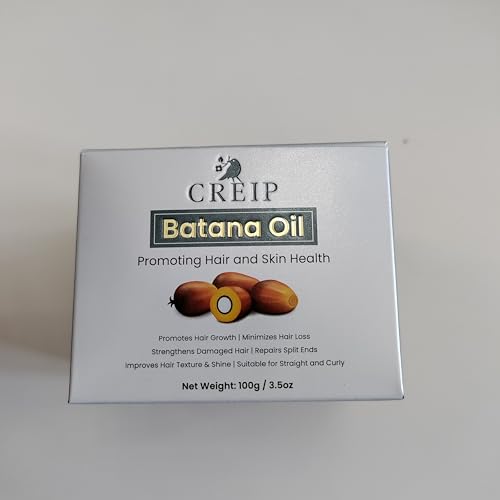 CREIP
Batana Oil
Promoting Hair and Skin Health
Promotes Hair Growth | Minimizes Hair Loss
Strengthens Damaged Hair | Repairs Split Ends
Improves Hair Texture & Shine | Suitable for Straight and Curly
Net Weight: 100g / 3.5oz